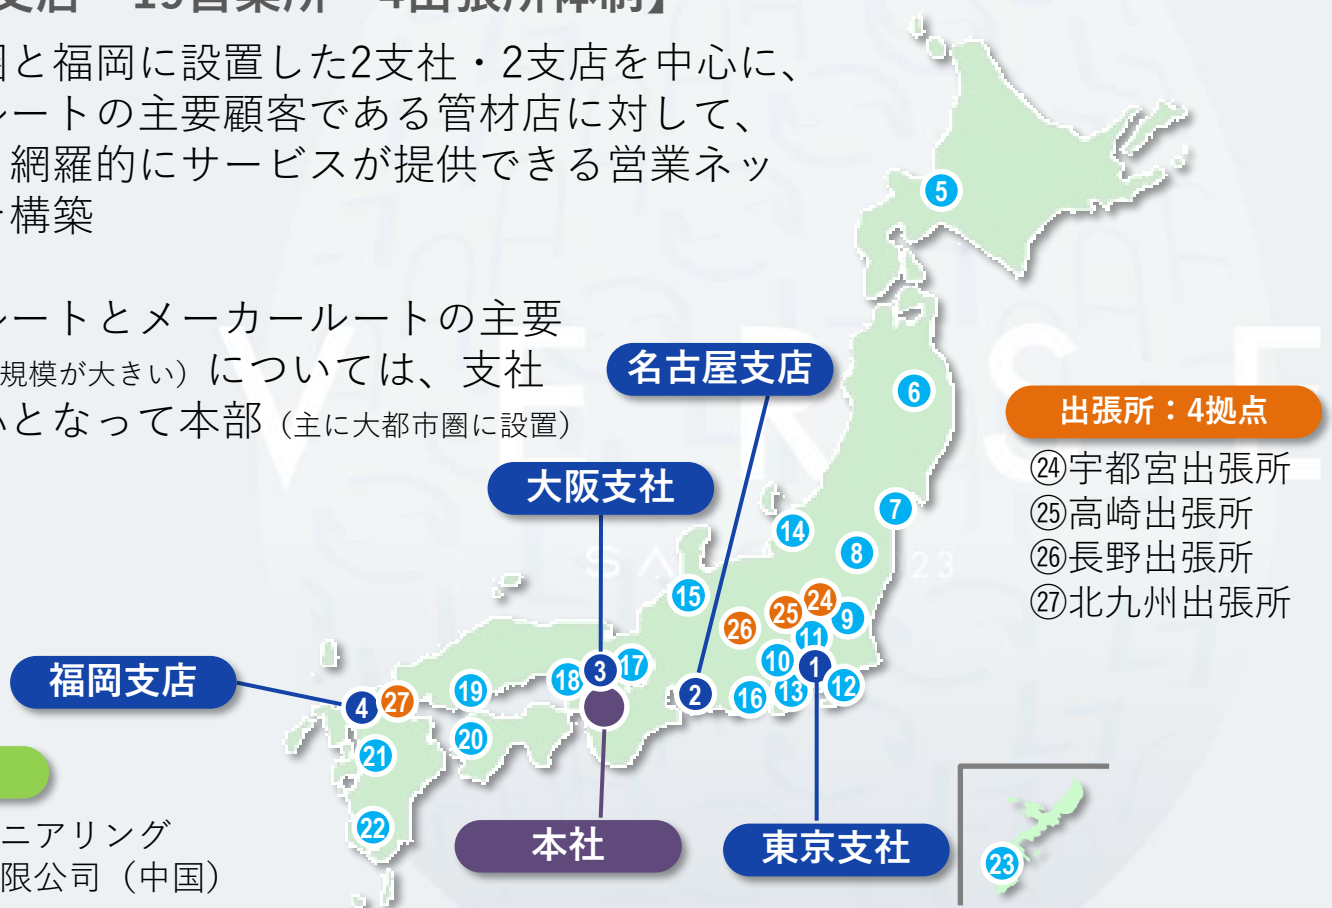 支店・19営業所・4出張所体制】
圏と福岡に設置した2支社・2支店を中心に、
ルートの主要顧客である管材店に対して、
網羅的にサービスが提供できる営業ネッ
を構築
ルートとメーカールートの主要
規模が大きい）については、支社
心となって本部（主に大都市圏に設置）
名古屋支店
大阪支社
福岡支店
本社
東京支社
出張所：4拠点
㉔宇都宮出張所
㉕高崎出張所
㉖長野出張所
㉗北九州出張所
ニアリング
限公司（中国）
5
6
7
14
8
15
24
25
9
26
11
17
3
10
1
18
19
27
4
2
16
13
12
20
21
22
23
VERSE